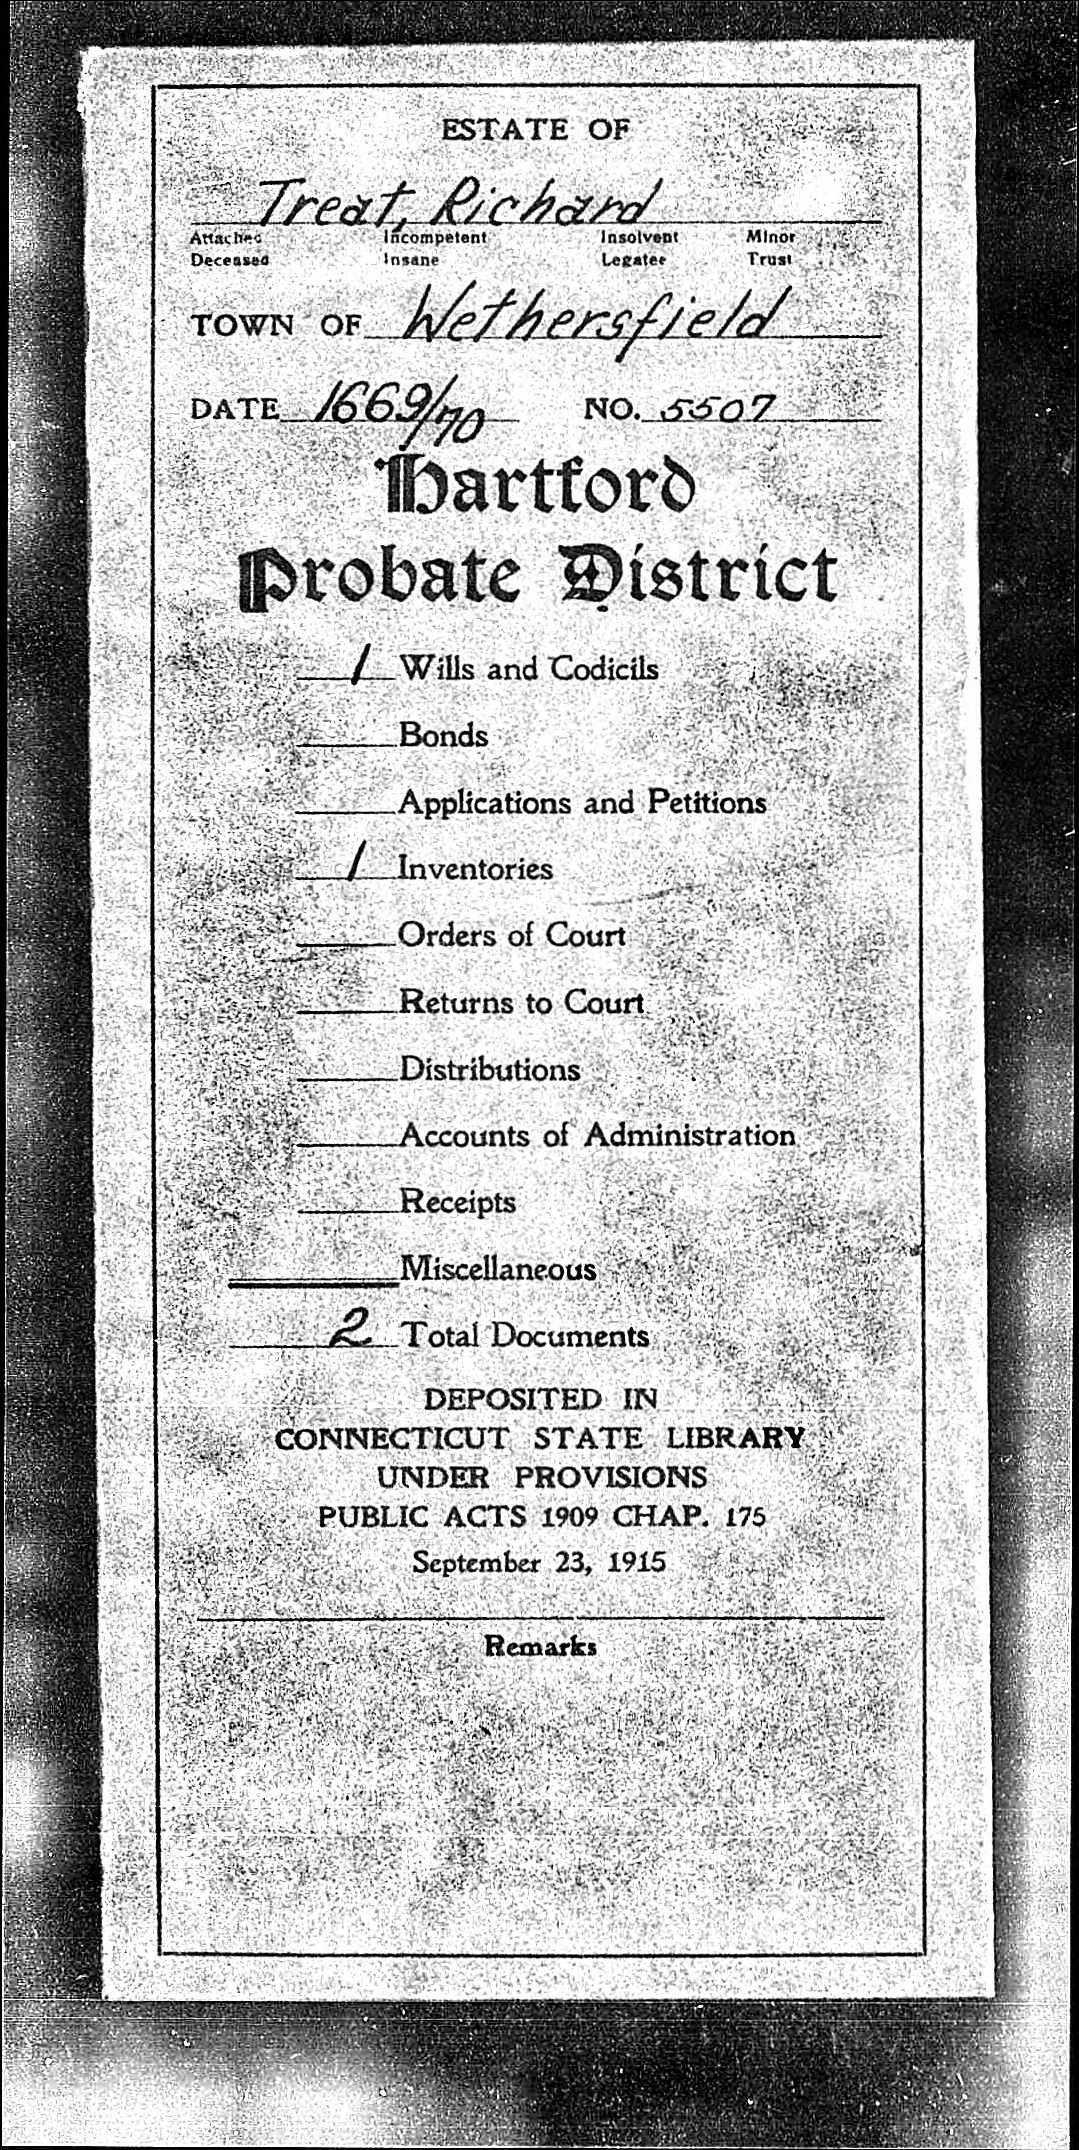 ESTATE OF
Treat, Richard
Attached Incompetent Insolvent Minor
Deceased Insane Legatee Trust
TOWN OF Wethersfield
DATE 1669/70 NO. 5507
Hartford
Probate District
1 Wills and Codicils
Bonds
Applications and Petitions
1 Inventories
Orders of Court
Returns to Court
Distributions
Accounts of Administration
Receipts
Miscellaneous
2 Total Documents
DEPOSITED IN
CONNECTICUT STATE LIBRARY
UNDER PROVISIONS
PUBLIC ACTS 1909 CHAP. 175
September 23, 1915
Remarks